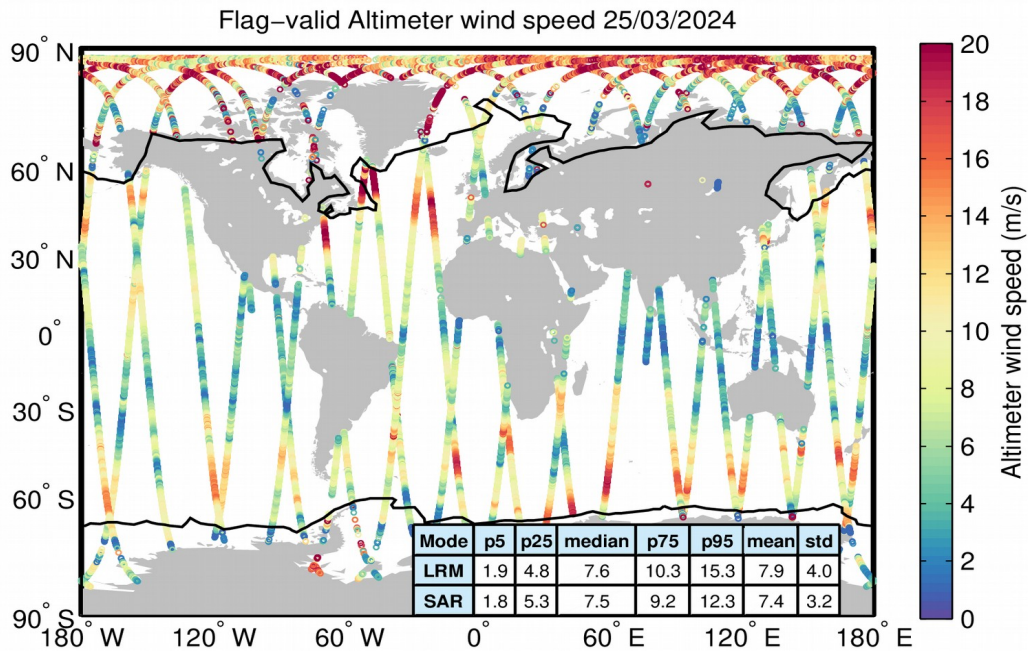 Flag−valid Altimeter wind speed 25/03/2024
90° N
60° N
30° N
0°
30° S
60° S
90° S
180° W
120° W
60° W
0°
60° E
120° E
180° E
Mode p5 p25 median p75 p95 mean std
LRM 1.9 4.8 7.6 10.3 15.3 7.9 4.0
SAR 1.8 5.3 7.5 9.2 12.3 7.4 3.2
20
18
16
14
12
10
8
6
4
2
0
Altimeter wind speed (m/s)